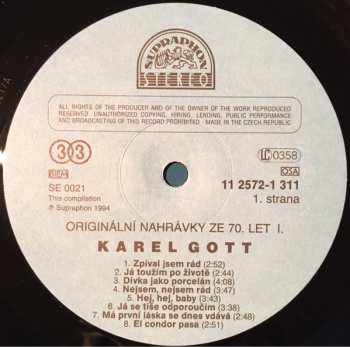 SUPRAPHON
STEREO
ALL RIGHTS OF THE PRODUCER AND OF THE OWNER OF THE WORK REPRODUCED
RESERVED. UNAUTHORIZED COPYING, HIRING, LENDING, PUBLIC PERFORMANCE
AND BROADCASTING OF THIS RECORD PROHIBITED. MADE IN THE CZECH REPUBLIC
33 LC 0358
OSA
SE 0021 11 2572-1 311
This compilation 1. strana
℗ Supraphon 1994
ORIGINÁLNÍ NAHRÁVKY ZE 70. LET I.
KAREL GOTT
1. Zpíval jsem rád (2:52)
2. Já toužím po životě (2:44)
3. Dívka jako porcelán (4:08)
4. Nejsem, nejsem rád (2:47)
5. Hej, hej, baby (2:43)
6. Já se tiše odporoučím (2:38)
7. Má první láska se dnes vdává (2:48)
8. El condor pasa (2:51)